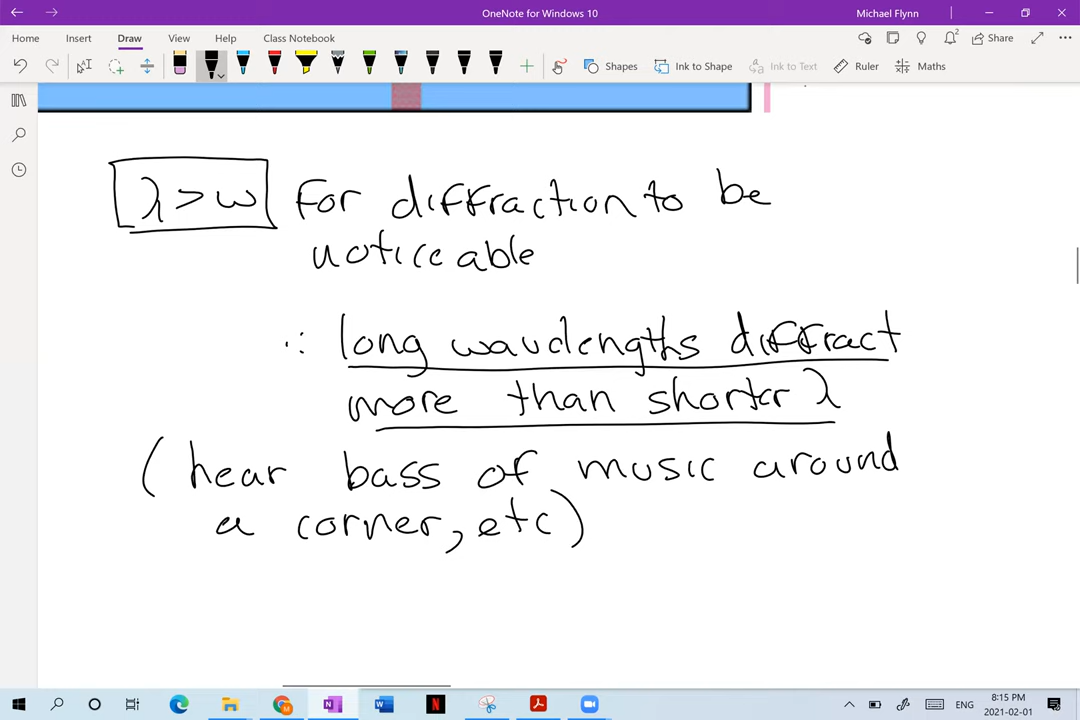 OneNote for Windows 10
Michael Flynn
Home Insert Draw View Help Class Notebook
Share
Shapes Ink to Shape Ink to Text Ruler Maths
λ > w for diffraction to be
noticeable
∴ long wavelengths diffract
more than shorter λ
(hear bass of music around
a corner, etc)
ENG
8:15 PM
2021-02-01